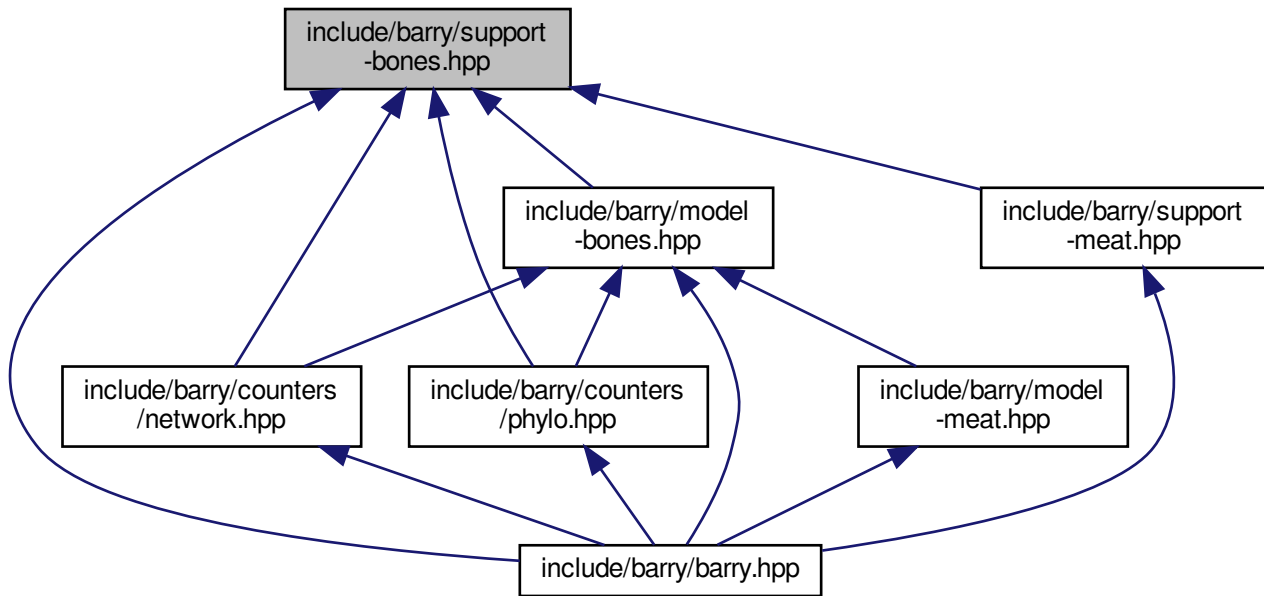 include/barry/support
-bones.hpp
include/barry/model
-bones.hpp
include/barry/support
-meat.hpp
include/barry/counters
/network.hpp
include/barry/counters
/phylo.hpp
include/barry/model
-meat.hpp
include/barry/barry.hpp